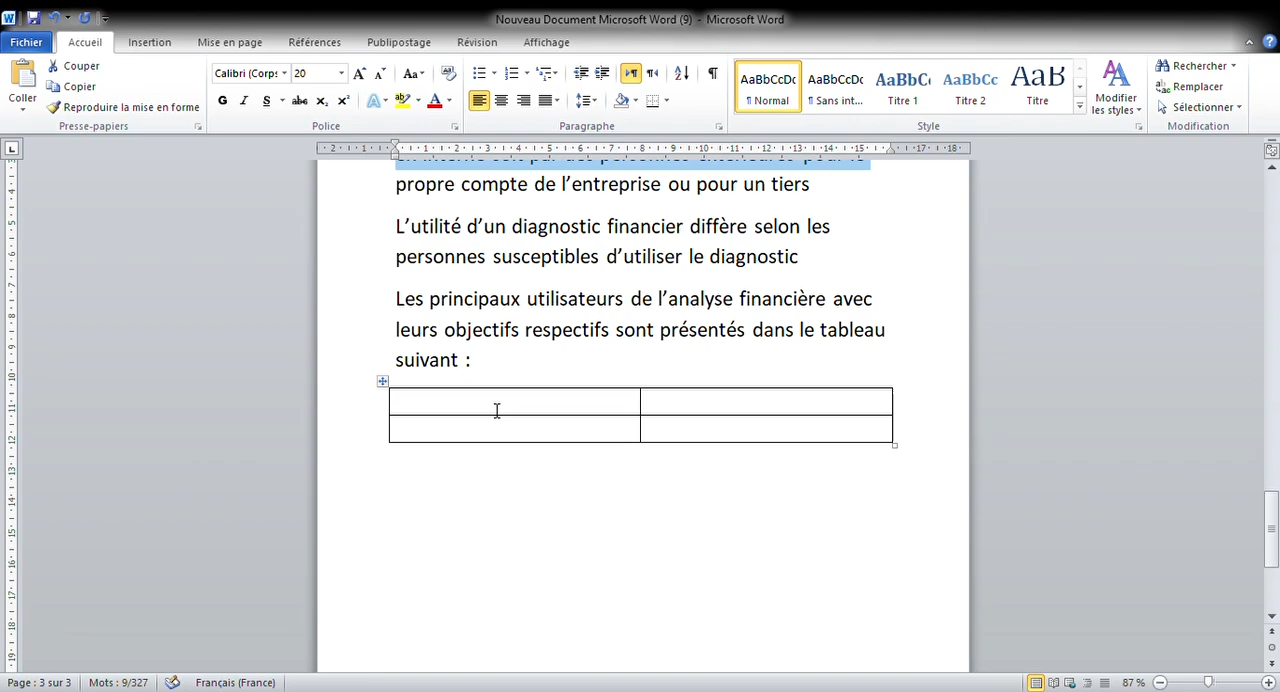 Nouveau Document Microsoft Word (9) - Microsoft Word
Fichier Accueil Insertion Mise en page Références Publipostage Révision Affichage
Coller
Couper
Copier
Reproduire la mise en forme
Presse-papiers
Calibri (Corps 20
Police
Paragraphe
AaBbCcDc AaBbCcDc AaBbC AaBbCc AaB
¶ Normal ¶ Sans int... Titre 1 Titre 2 Titre
Modifier
les styles
Style
Rechercher
Remplacer
Sélectionner
Modification
propre compte de l’entreprise ou pour un tiers
L’utilité d’un diagnostic financier diffère selon les
personnes susceptibles d’utiliser le diagnostic
Les principaux utilisateurs de l’analyse financière avec
leurs objectifs respectifs sont présentés dans le tableau
suivant :
Page : 3 sur 3 Mots : 9/327 Français (France) 87 %